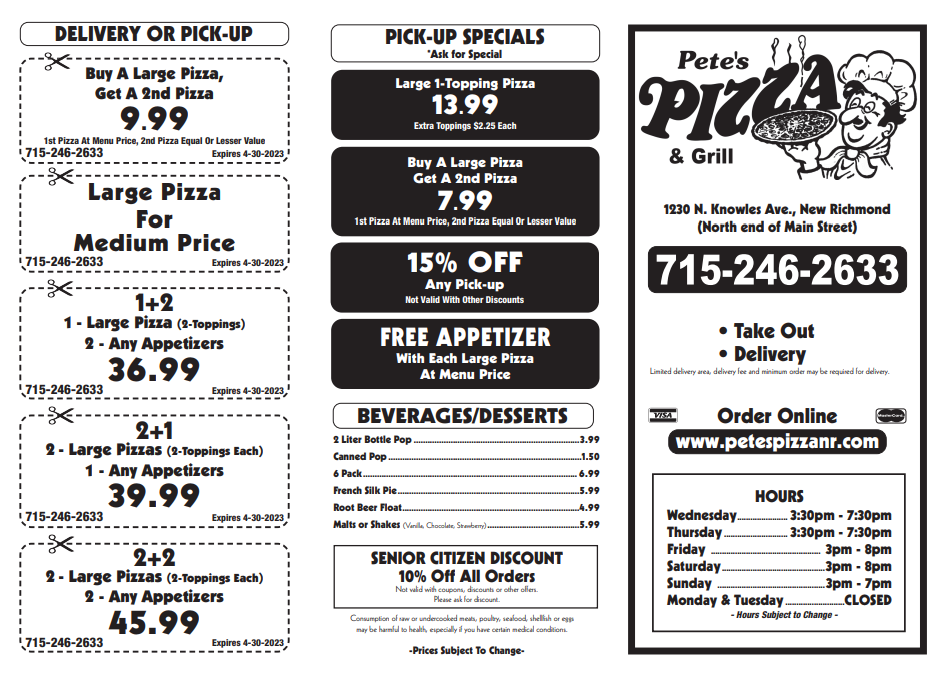 DELIVERY OR PICK-UP
Buy A Large Pizza,
Get A 2nd Pizza
9.99
1st Pizza At Menu Price, 2nd Pizza Equal Or Lesser Value
715-246-2633 Expires 4-30-2023
Large Pizza
For
Medium Price
715-246-2633 Expires 4-30-2023
1+2
1 - Large Pizza (2-Toppings)
2 - Any Appetizers
36.99
715-246-2633 Expires 4-30-2023
2+1
2 - Large Pizzas (2-Toppings Each)
1 - Any Appetizers
39.99
715-246-2633 Expires 4-30-2023
2+2
2 - Large Pizzas (2-Toppings Each)
2 - Any Appetizers
45.99
715-246-2633 Expires 4-30-2023
PICK-UP SPECIALS
*Ask for Special
Large 1-Topping Pizza
13.99
Extra Toppings $2.25 Each
Buy A Large Pizza
Get A 2nd Pizza
7.99
1st Pizza At Menu Price, 2nd Pizza Equal Or Lesser Value
15% OFF
Any Pick-up
Not Valid With Other Discounts
FREE APPETIZER
With Each Large Pizza
At Menu Price
BEVERAGES/DESSERTS
2 Liter Bottle Pop ...3.99
Canned Pop ...1.50
6 Pack... 6.99
French Silk Pie...5.99
Root Beer Float...4.99
Malts or Shakes (Vanilla, Chocolate, Strawberry)...5.99
SENIOR CITIZEN DISCOUNT
10% Off All Orders
Not valid with coupons, discounts or other offers.
Please ask for discount.
Consumption of raw or undercooked meats, poultry, seafood, shellfish or eggs
may be harmful to health, especially if you have certain medical conditions.
-Prices Subject To Change-
Pete's
PIZZA
& Grill
1230 N. Knowles Ave., New Richmond
(North end of Main Street)
715-246-2633
• Take Out
• Delivery
Limited delivery area, delivery fee and minimum order may be required for delivery.
VISA Order Online MasterCard
www.petespizzanr.com
HOURS
Wednesday... 3:30pm - 7:30pm
Thursday... 3:30pm - 7:30pm
Friday ... 3pm - 8pm
Saturday...3pm - 8pm
Sunday ...3pm - 7pm
Monday & Tuesday ...CLOSED
- Hours Subject to Change -